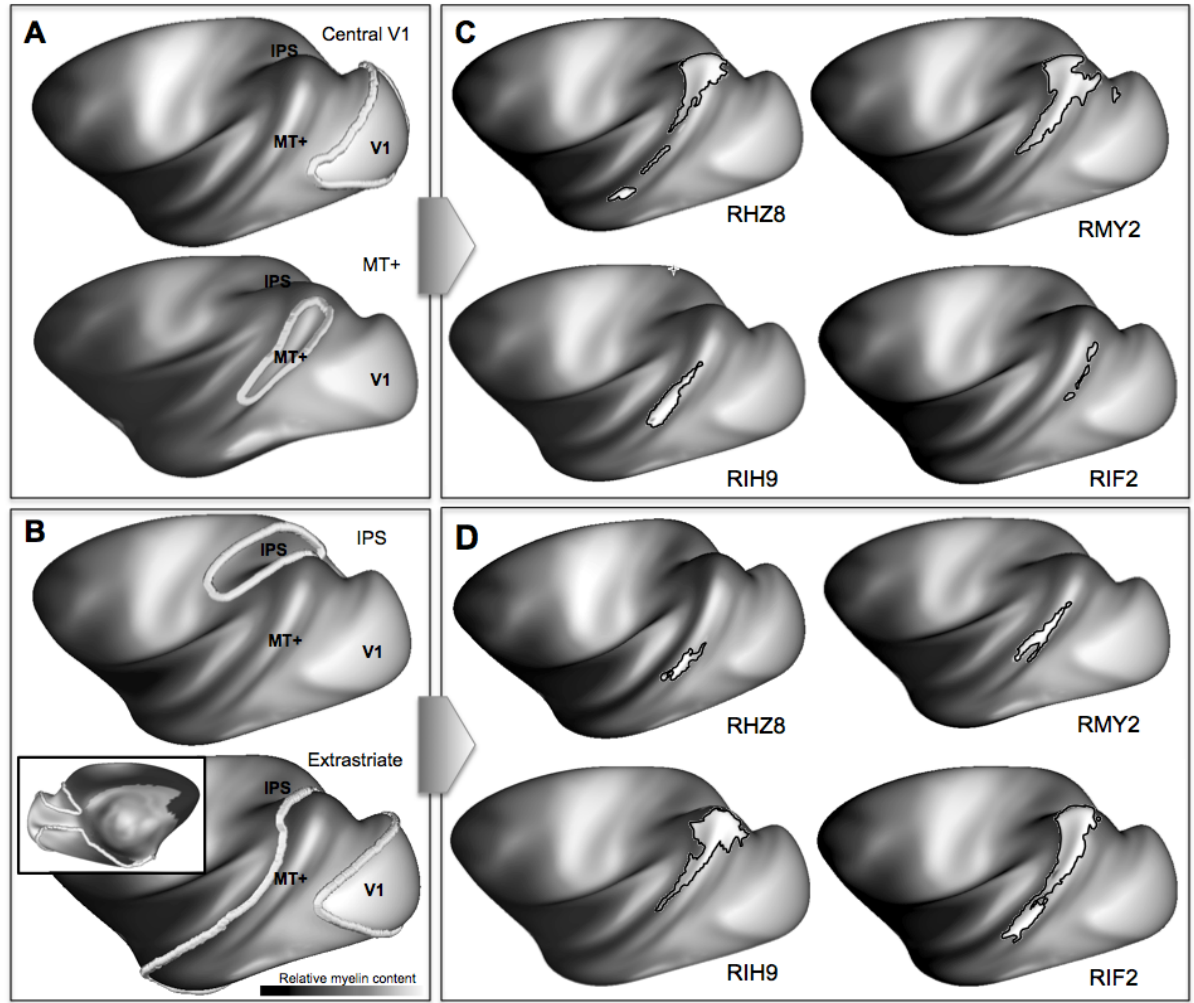 A
Central V1
IPS
MT+
V1
MT+
IPS
MT+
V1
C
RHZ8
RMY2
RIH9
RIF2
B
IPS
IPS
MT+
V1
Extrastriate
IPS
MT+
V1
Relative myelin content
D
RHZ8
RMY2
RIH9
RIF2